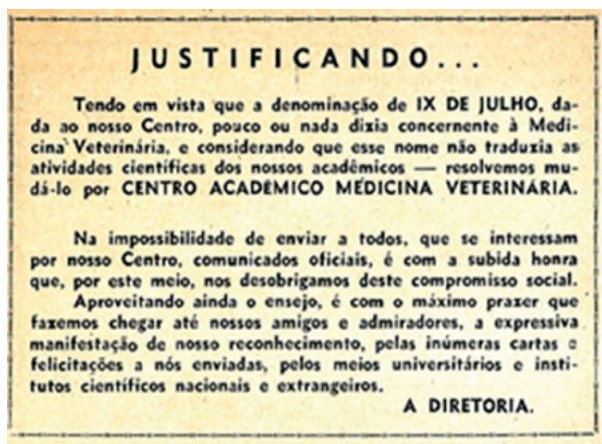 JUSTIFICANDO...
Tendo em vista que a denominação de IX DE JULHO, da-
da ao nosso Centro, pouco ou nada dizia concernente à Medi-
cina Veterinária, e considerando que esse nome não traduzia as
atividades científicas dos nossos acadêmicos — resolvemos mu-
dá-lo por CENTRO ACADÊMICO MEDICINA VETERINÁRIA.
Na impossibilidade de enviar a todos, que se interessam
por nosso Centro, comunicados oficiais, é com a subida honra
que, por este meio, nos desobrigamos deste compromisso social.
Aproveitando ainda o ensejo, é com o máximo prazer que
fazemos chegar até nossos amigos e admiradores, a expressiva
manifestação de nosso reconhecimento, pelas inúmeras cartas e
felicitações a nós enviadas, pelos meios universitários e insti-
tutos científicos nacionais e extrangeiros.
A DIRETORIA.